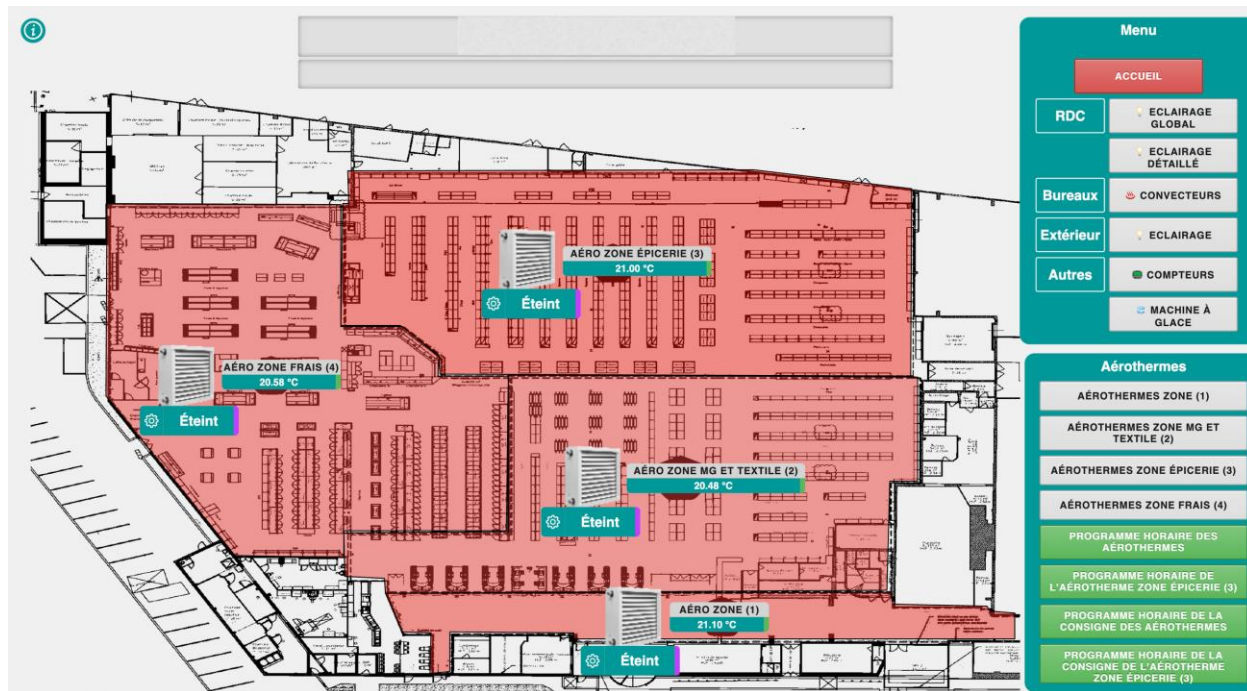 Menu
ACCUEIL
RDC
ECLAIRAGE
GLOBAL
ECLAIRAGE
DÉTAILLÉ
Bureaux
CONVECTEURS
Extérieur
ECLAIRAGE
Autres
COMPTEURS
MACHINE À
GLACE
AÉRO ZONE ÉPICERIE (3)
21.00 °C
Éteint
AÉRO ZONE FRAIS (4)
20.58 °C
Éteint
AÉRO ZONE MG ET TEXTILE (2)
20.48 °C
Éteint
AÉRO ZONE (1)
21.10 °C
Éteint
Aérothermes
AÉROTHERMES ZONE (1)
AÉROTHERMES ZONE MG ET
TEXTILE (2)
AÉROTHERMES ZONE ÉPICERIE (3)
AÉROTHERMES ZONE FRAIS (4)
PROGRAMME HORAIRE DES
AÉROTHERMES
PROGRAMME HORAIRE DE
L'AÉROTHERME ZONE ÉPICERIE (3)
PROGRAMME HORAIRE DE LA
CONSIGNE DES AÉROTHERMES
PROGRAMME HORAIRE DE LA
CONSIGNE DE L'AÉROTHERME
ZONE ÉPICERIE (3)